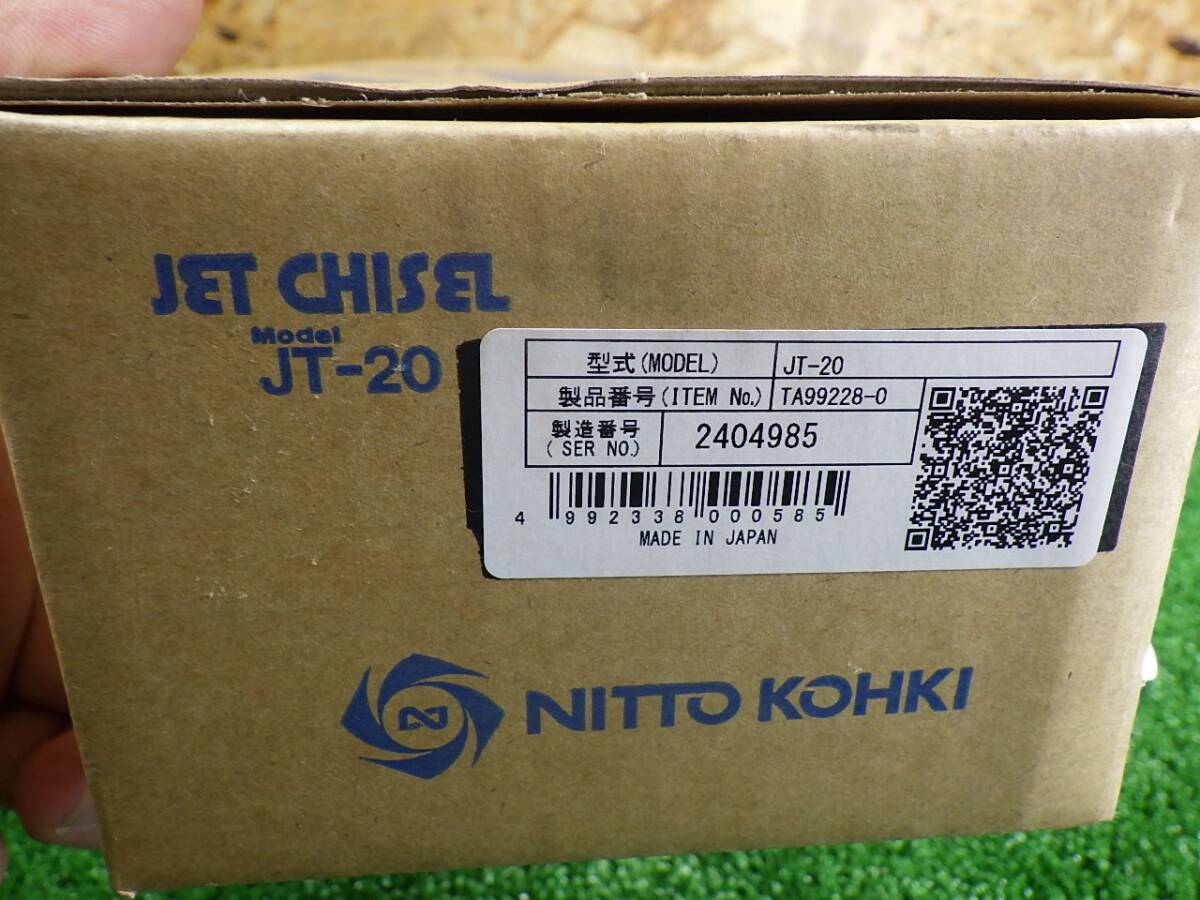 JET CHISEL
Model
JT-20
型式(MODEL) JT-20
製品番号(ITEM No.) TA99228-0
製造番号 2404985
(SER NO.)
4 992338 000585
MADE IN JAPAN
N NITTO KOHKI